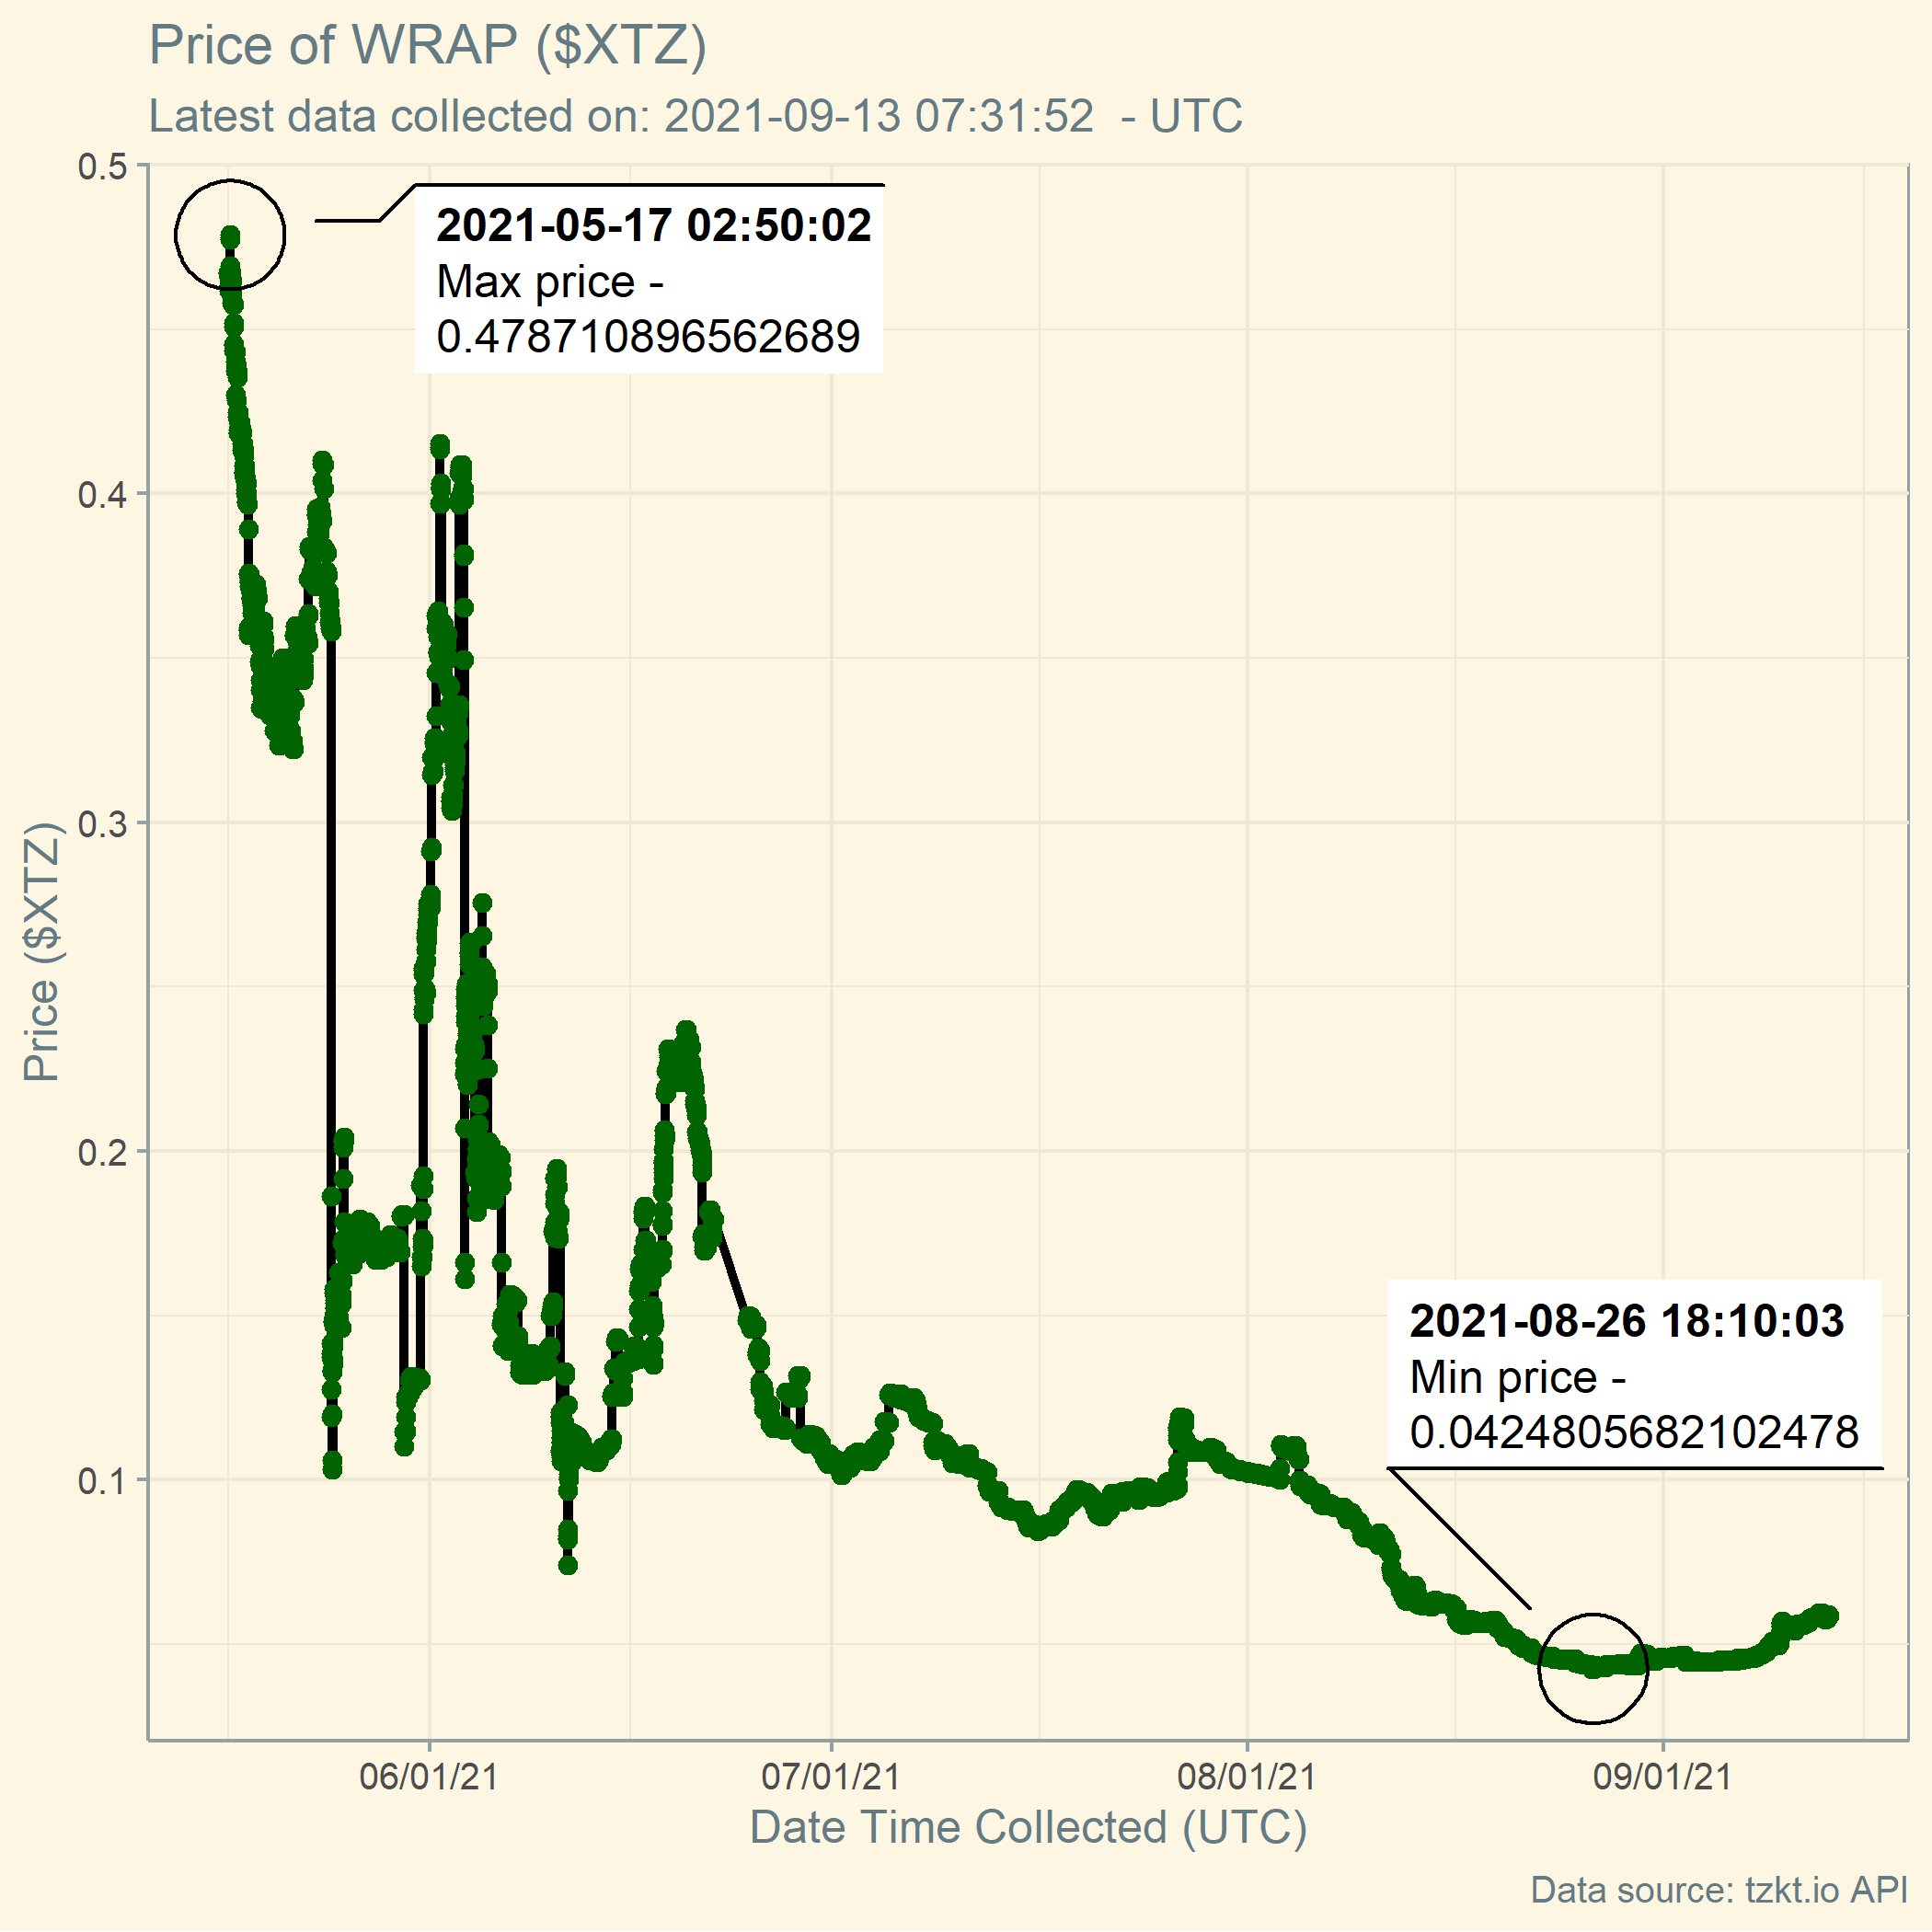 Price of WRAP ($XTZ)
Latest data collected on: 2021-09-13 07:31:52  - UTC
0.5
0.4
0.3
0.2
0.1
Price ($XTZ)
2021-05-17 02:50:02
Max price -
0.478710896562689
2021-08-26 18:10:03
Min price -
0.0424805682102478
06/01/21
07/01/21
08/01/21
09/01/21
Date Time Collected (UTC)
Data source: tzkt.io API